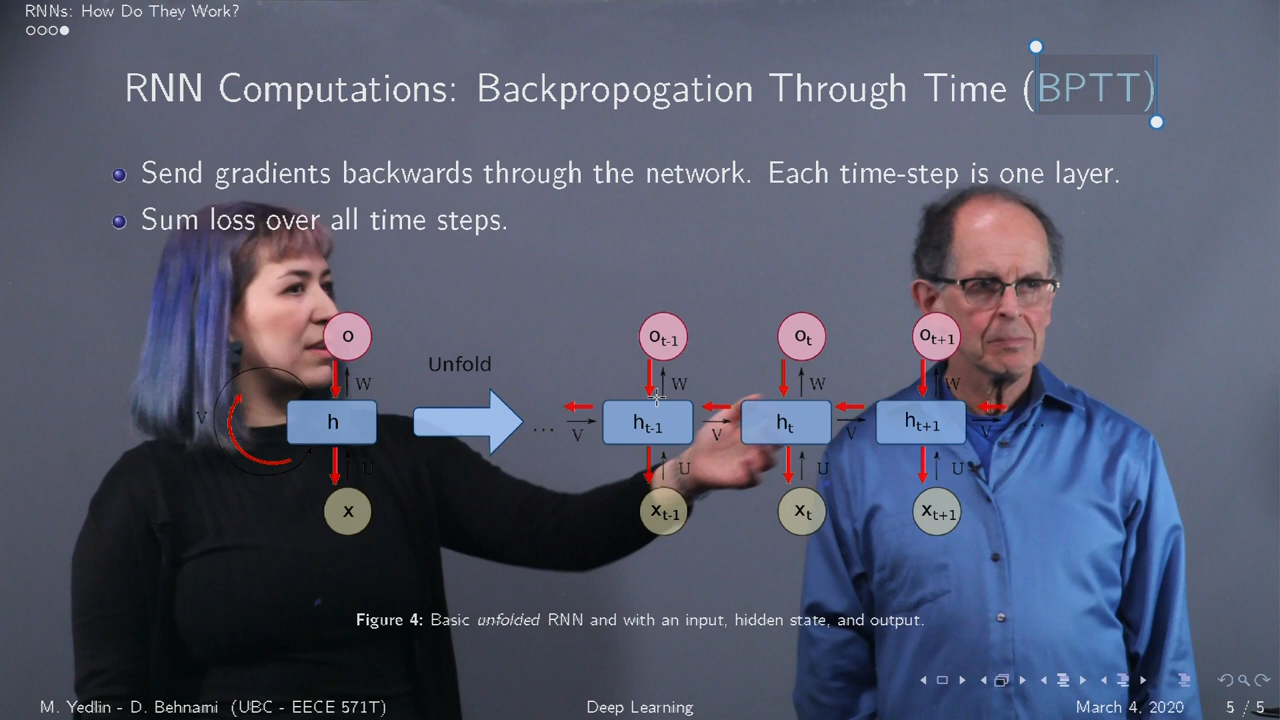 RNNs: How Do They Work?
RNN Computations: Backpropogation Through Time (BPTT)
Send gradients backwards through the network. Each time-step is one layer.
Sum loss over all time steps.
o o_{t-1} o_t o_{t+1}
Unfold
W W W W
h h_{t-1} h_t h_{t+1}
V ... V V V V ...
U U U U
x x_{t-1} x_t x_{t+1}
Figure 4: Basic unfolded RNN and with an input, hidden state, and output.
M. Yedlin - D. Behnami (UBC - EECE 571T) Deep Learning March 4, 2020 5 / 5